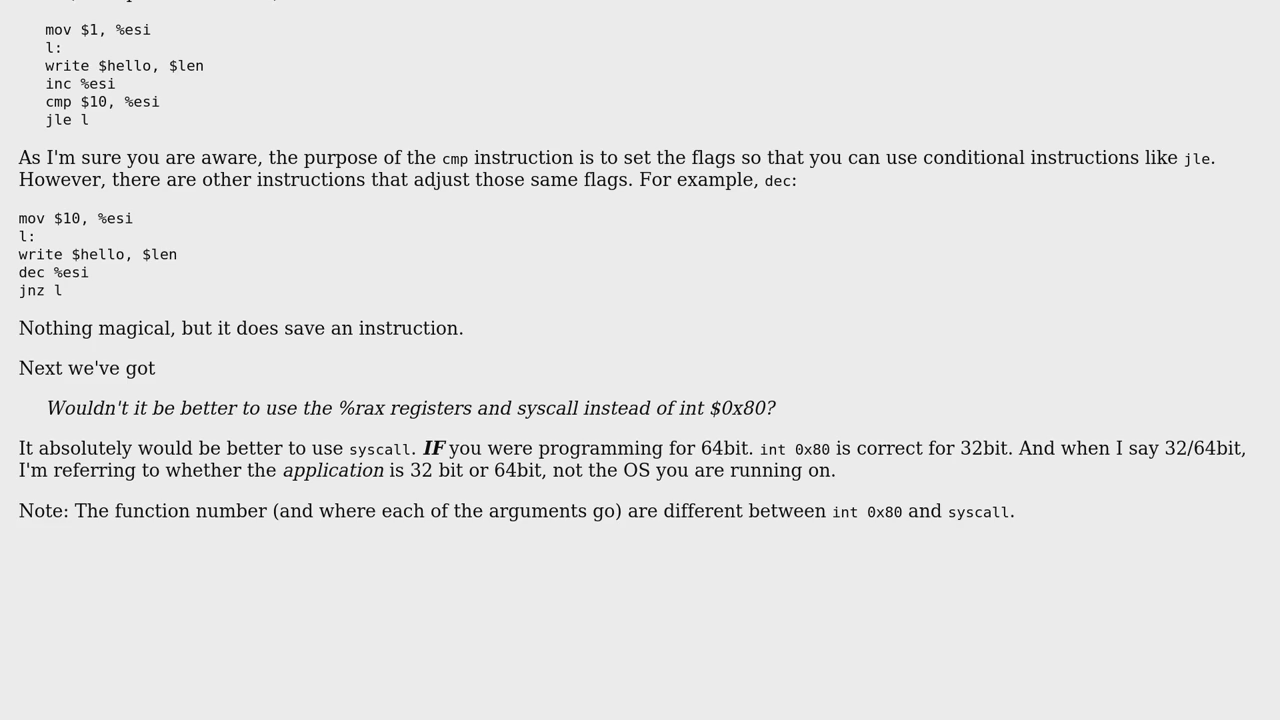 mov $1, %esi
l:
write $hello, $len
inc %esi
cmp $10, %esi
jle l
As I'm sure you are aware, the purpose of the cmp instruction is to set the flags so that you can use conditional instructions like jle.
However, there are other instructions that adjust those same flags. For example, dec:
mov $10, %esi
l:
write $hello, $len
dec %esi
jnz l
Nothing magical, but it does save an instruction.
Next we've got
Wouldn't it be better to use the %rax registers and syscall instead of int $0x80?
It absolutely would be better to use syscall. IF you were programming for 64bit. int 0x80 is correct for 32bit. And when I say 32/64bit,
I'm referring to whether the application is 32 bit or 64bit, not the OS you are running on.
Note: The function number (and where each of the arguments go) are different between int 0x80 and syscall.